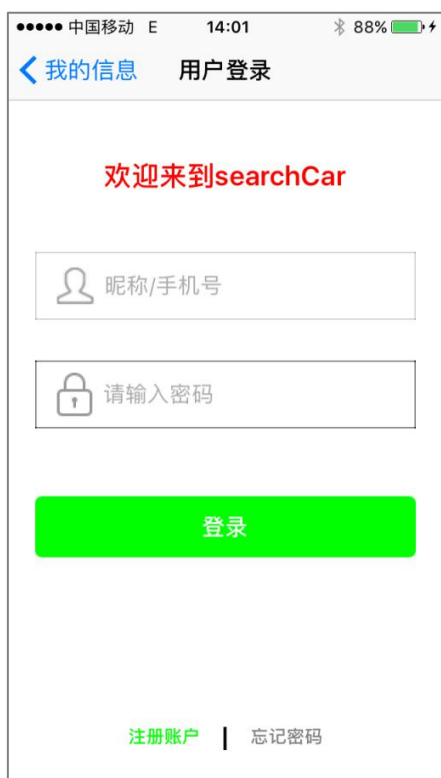 中国移动 E 14:01 88%
我的信息 用户登录
欢迎来到searchCar
昵称/手机号
请输入密码
登录
注册账户 | 忘记密码